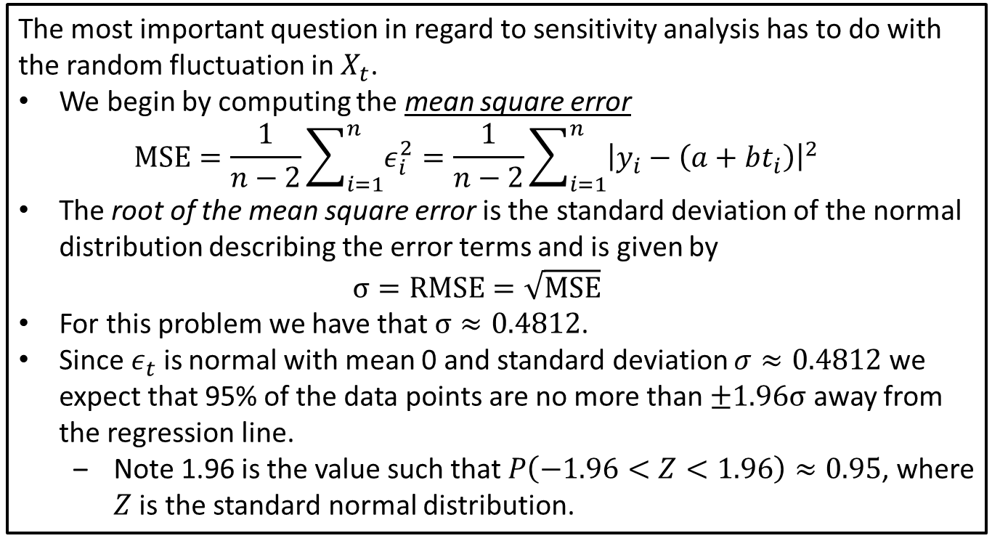 The most important question in regard to sensitivity analysis has to do with
the random fluctuation in $X_t$.
• We begin by computing the mean square error
$\mathrm{MSE} = \frac{1}{n-2}\sum_{i=1}^{n} \epsilon_i^2 = \frac{1}{n-2}\sum_{i=1}^{n} |y_i - (a + bt_i)|^2$
• The root of the mean square error is the standard deviation of the normal
distribution describing the error terms and is given by
$\sigma = \mathrm{RMSE} = \sqrt{\mathrm{MSE}}$
• For this problem we have that $\sigma \approx 0.4812$.
• Since $\epsilon_t$ is normal with mean 0 and standard deviation $\sigma \approx 0.4812$ we
expect that 95% of the data points are no more than $\pm 1.96\sigma$ away from
the regression line.
– Note 1.96 is the value such that $P(-1.96 < Z < 1.96) \approx 0.95$, where
$Z$ is the standard normal distribution.